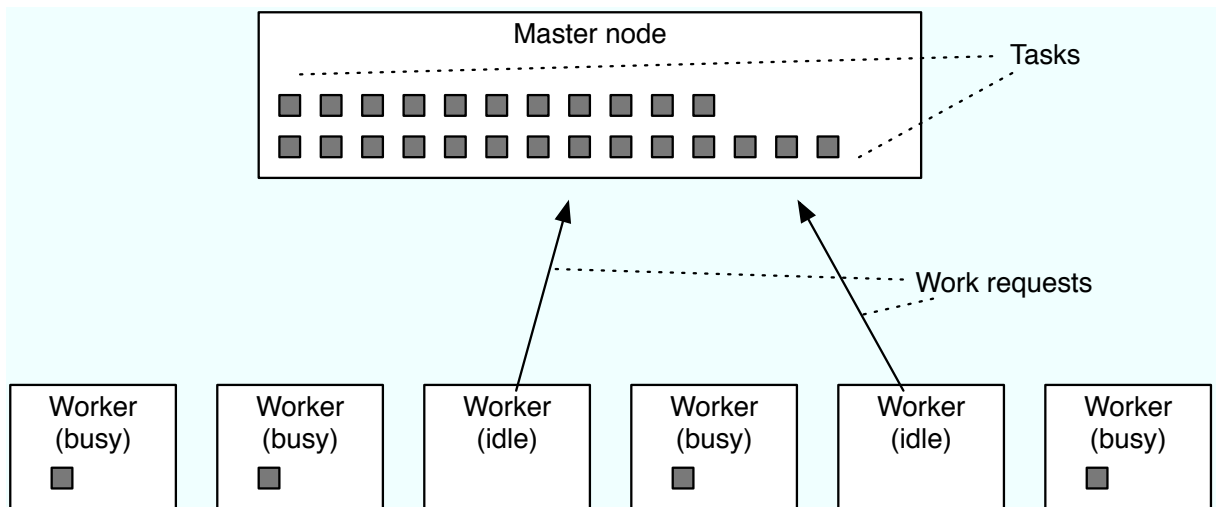 Master node
Tasks
Work requests
Worker
(busy)
Worker
(busy)
Worker
(idle)
Worker
(busy)
Worker
(idle)
Worker
(busy)